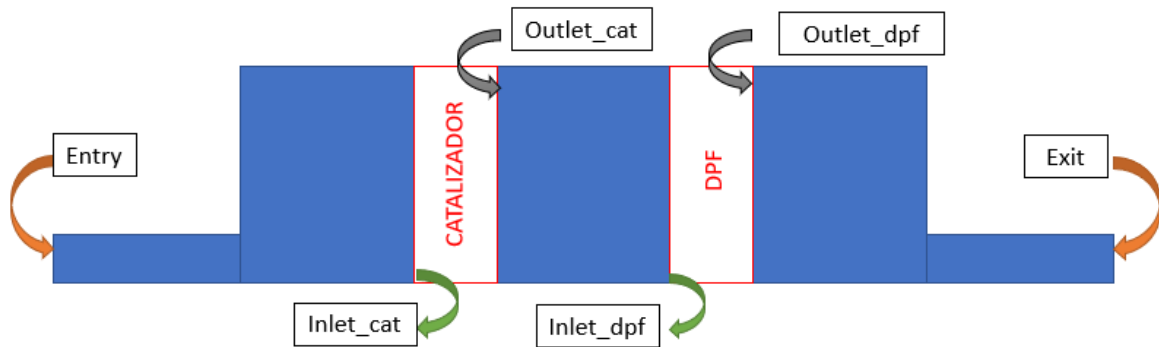 Outlet_cat
Outlet_dpf
Entry
CATALIZADOR
DPF
Exit
Inlet_cat
Inlet_dpf